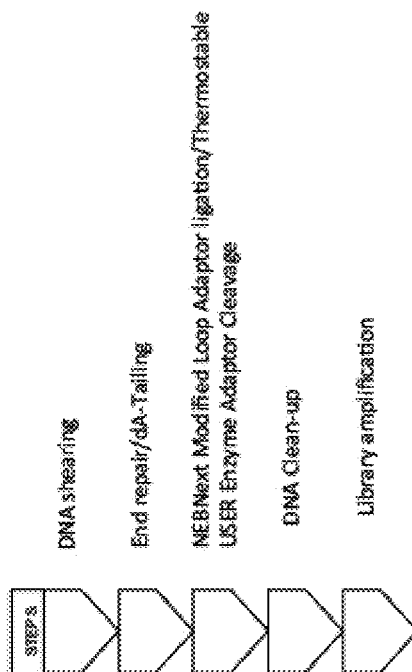 STEPS
DNA shearing
End repair/dA-Tailing
NEBNext Modified Loop Adaptor ligation/Thermostable
USER Enzyme Adaptor Cleavage
DNA Clean-up
Library amplification